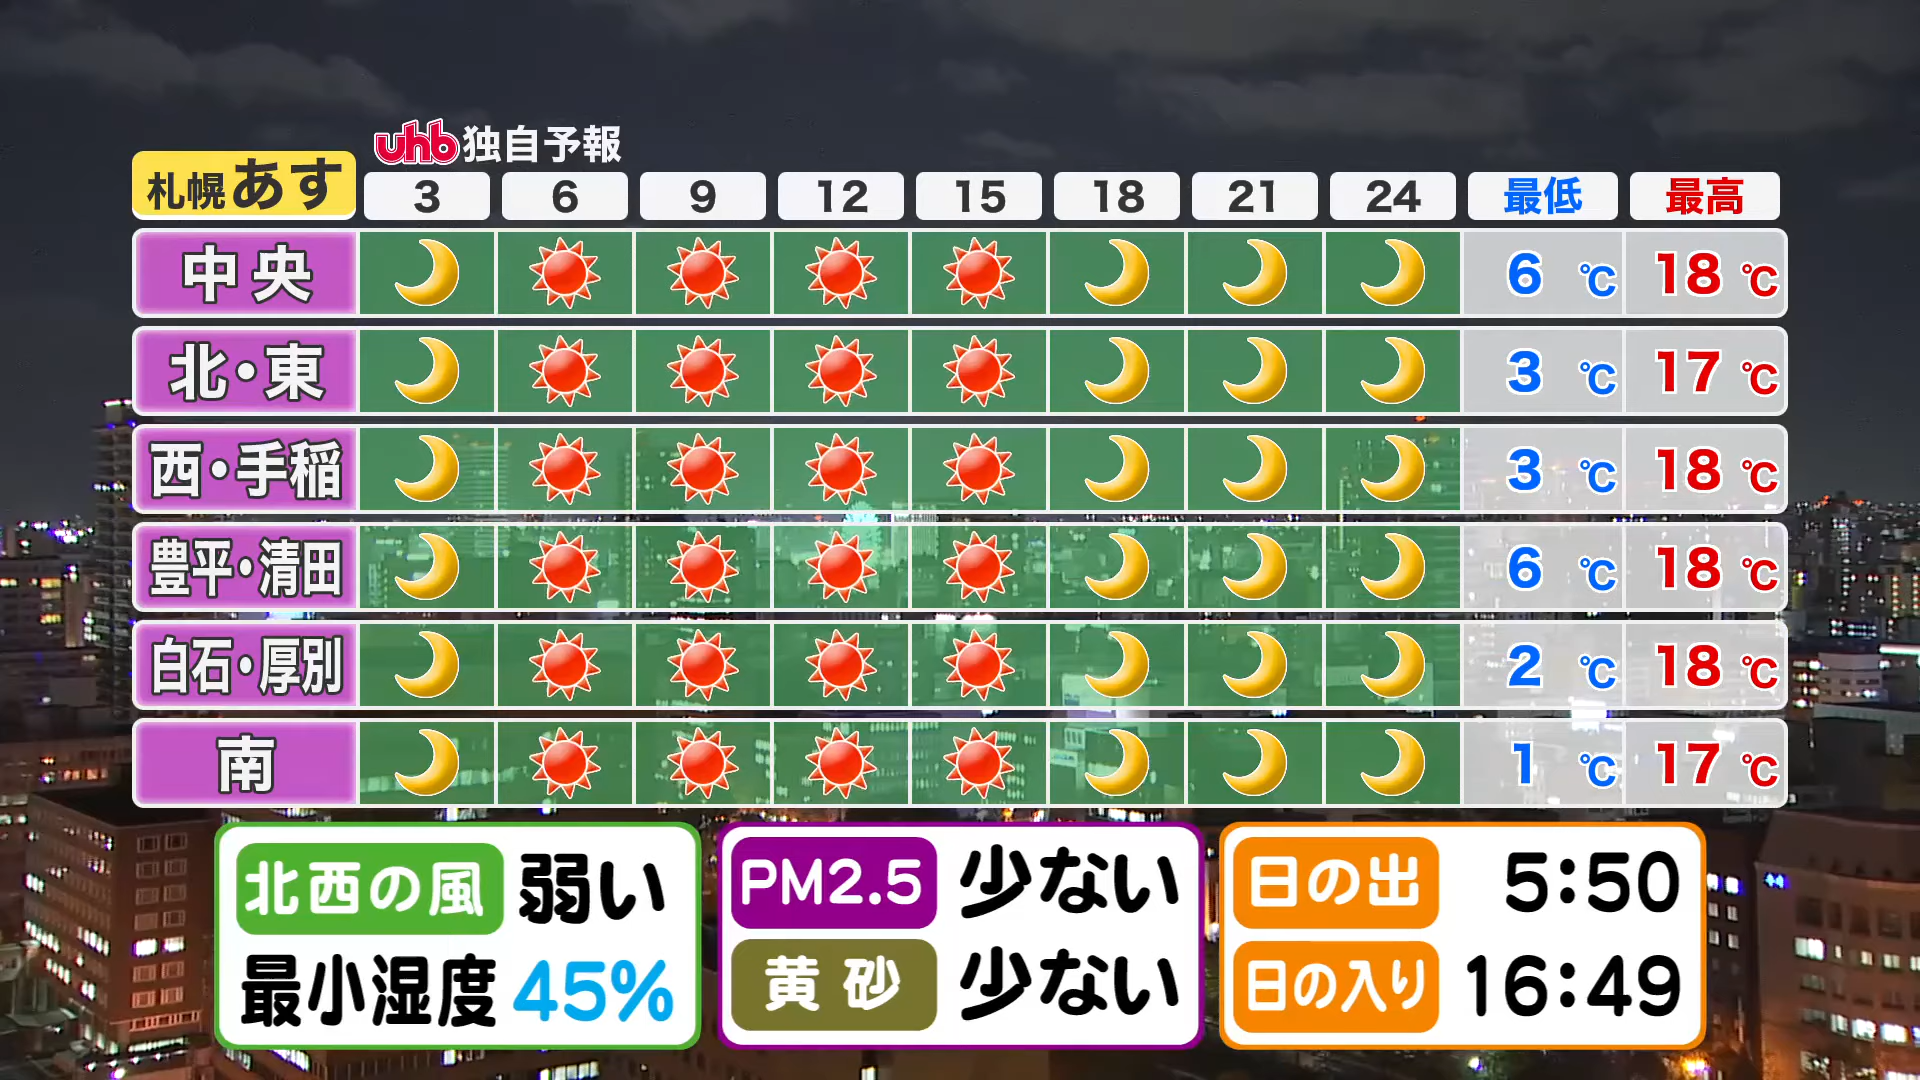 uhb独自予報
札幌あす 3 6 9 12 15 18 21 24 最低 最高
中央 6℃ 18℃
北・東 3℃ 17℃
西・手稲 3℃ 18℃
豊平・清田 6℃ 18℃
白石・厚別 2℃ 18℃
南 1℃ 17℃
北西の風 弱い
最小湿度 45%
PM2.5 少ない
黄砂 少ない
日の出 5:50
日の入り 16:49